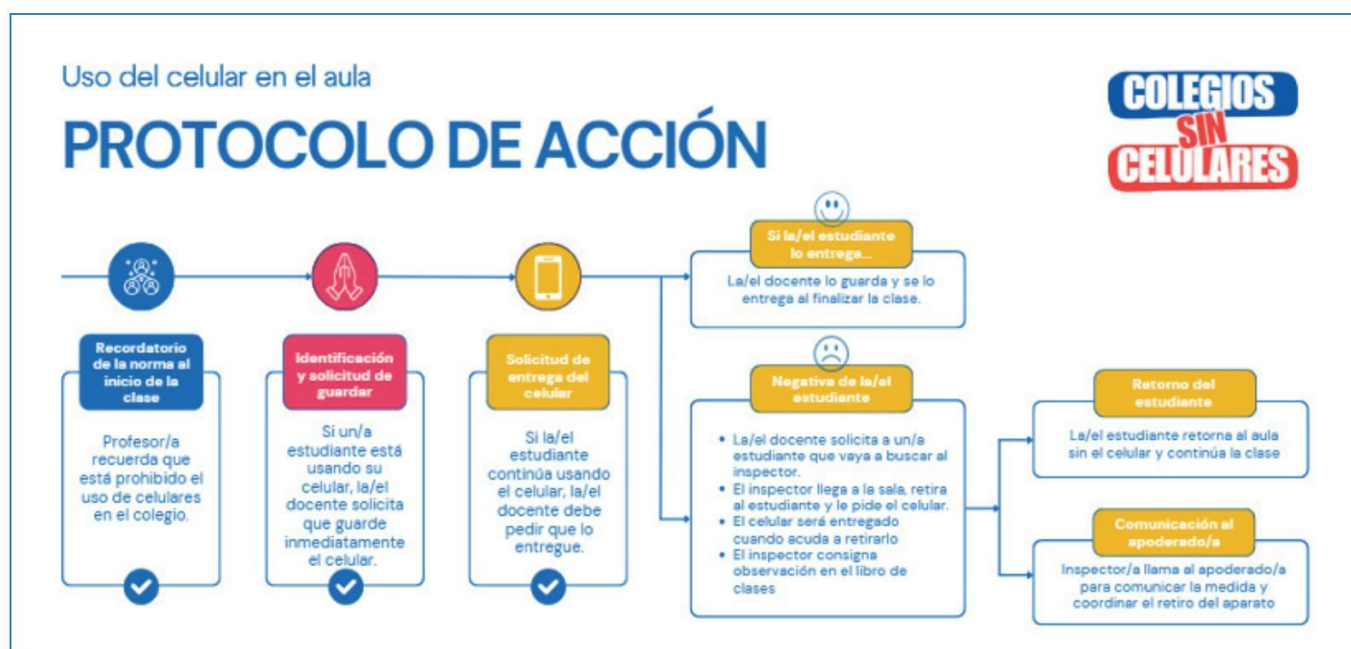 Uso del celular en el aula
PROTOCOLO DE ACCIÓN
COLEGIOS
SIN
CELULARES
Recordatorio
de la norma al
inicio de la
clase
Profesor/a
recuerda que
está prohibido el
uso de celulares
en el colegio.
Identificación
y solicitud de
guardar
Si un/a
estudiante está
usando su
celular, la/el
docente solicita
que guarde
inmediatamente
el celular.
Solicitud de
entrega del
celular
Si la/el
estudiante
continúa usando
el celular, la/el
docente debe
pedir que lo
entregue.
Si la/el estudiante
lo entrega...
La/el docente lo guarda y se lo
entrega al finalizar la clase.
Negativa de la/el
estudiante
• La/el docente solicita a un/a
estudiante que vaya a buscar al
inspector.
• El inspector llega a la sala, retira
al estudiante y le pide el celular.
• El celular será entregado
cuando acuda a retirarlo
• El inspector consigna
observación en el libro de
clases
Retorno del
estudiante
La/el estudiante retorna al aula
sin el celular y continúa la clase
Comunicación al
apoderado/a
Inspector/a llama al apoderado/a
para comunicar la medida y
coordinar el retiro del aparato